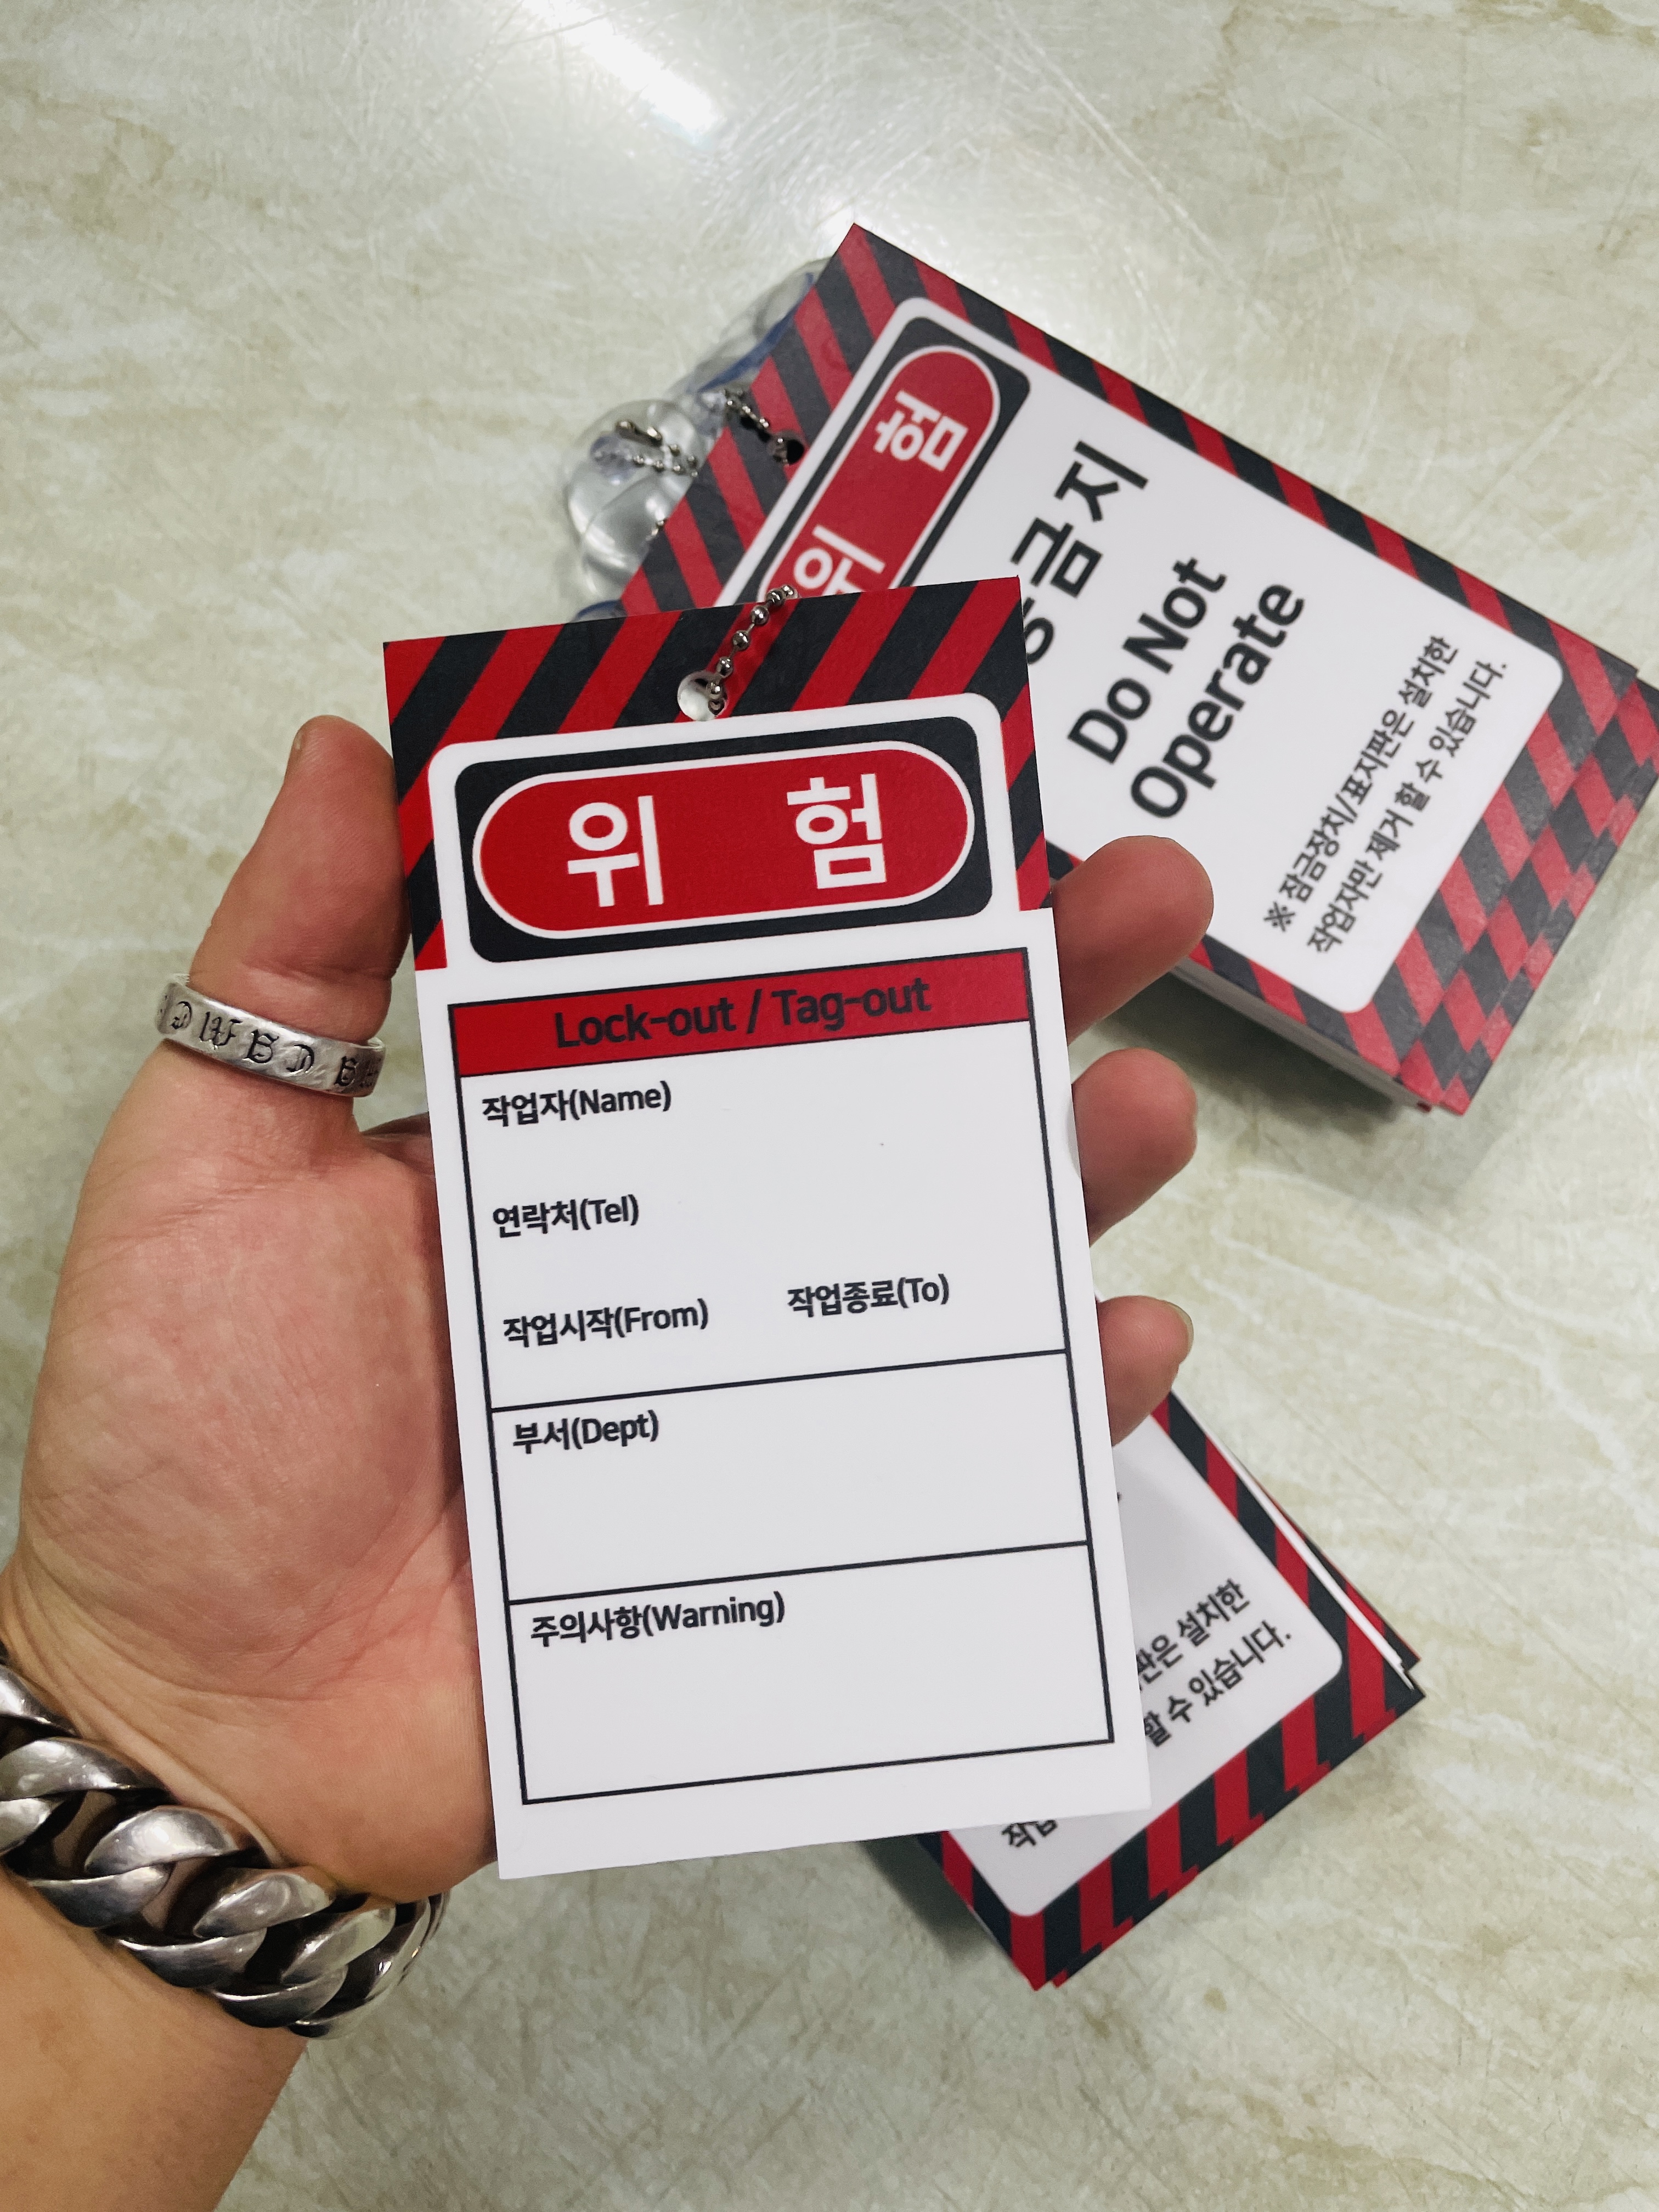 위 험
Lock-out / Tag-out
작업자(Name)
연락처(Tel)
작업시작(From) 작업종료(To)
부서(Dept)
주의사항(Warning)
위 험
금지
Do Not
Operate
※ 잠금장치/표지판은 설치한
작업자만 제거 할 수 있습니다.
판은 설치한
할 수 있습니다.